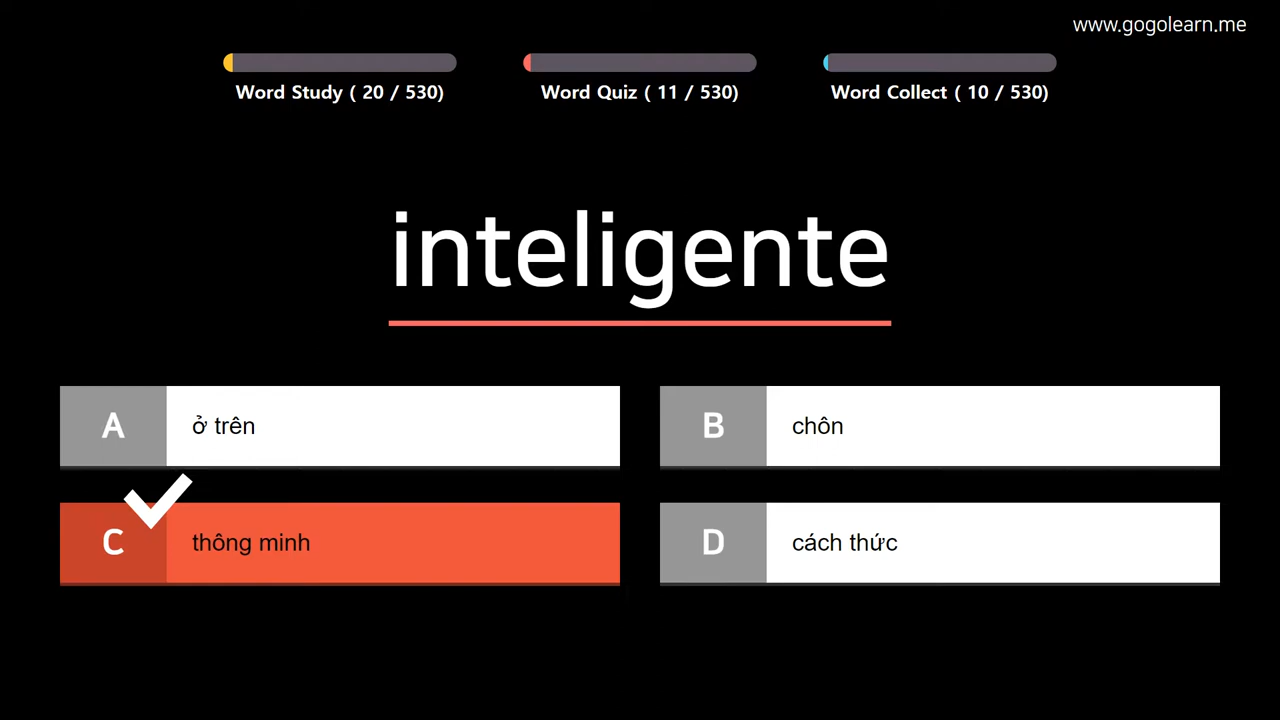 www.gogolearn.me
Word Study ( 20 / 530)
Word Quiz ( 11 / 530)
Word Collect ( 10 / 530)
inteligente
A ở trên
B chôn
C thông minh
D cách thức